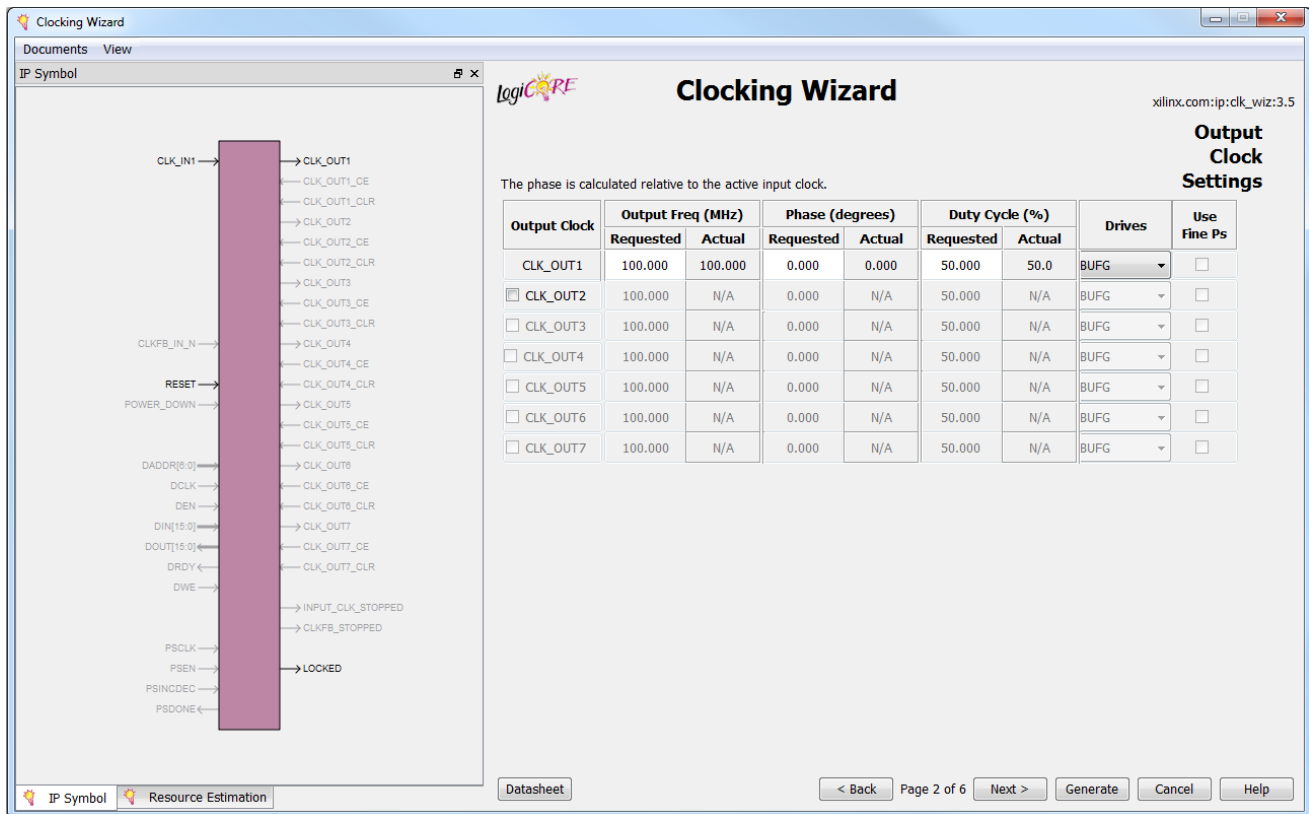 Clocking Wizard
Documents View
IP Symbol
CLK_IN1
CLKFB_IN_N
RESET
POWER_DOWN
DADDR[6:0]
DCLK
DEN
DIN[15:0]
DOUT[15:0]
DRDY
DWE
PSCLK
PSEN
PSINCDEC
PSDONE
CLK_OUT1
CLK_OUT1_CE
CLK_OUT1_CLR
CLK_OUT2
CLK_OUT2_CE
CLK_OUT2_CLR
CLK_OUT3
CLK_OUT3_CE
CLK_OUT3_CLR
CLK_OUT4
CLK_OUT4_CE
CLK_OUT4_CLR
CLK_OUT5
CLK_OUT5_CE
CLK_OUT5_CLR
CLK_OUT6
CLK_OUT6_CE
CLK_OUT6_CLR
CLK_OUT7
CLK_OUT7_CE
CLK_OUT7_CLR
INPUT_CLK_STOPPED
CLKFB_STOPPED
LOCKED
IP Symbol Resource Estimation
LogiCORE
Clocking Wizard
xilinx.com:ip:clk_wiz:3.5
Output
Clock
Settings
The phase is calculated relative to the active input clock.
Output Clock Output Freq (MHz) Phase (degrees) Duty Cycle (%) Drives Use Fine Ps
Requested Actual Requested Actual Requested Actual
CLK_OUT1 100.000 100.000 0.000 0.000 50.000 50.0 BUFG
CLK_OUT2 100.000 N/A 0.000 N/A 50.000 N/A BUFG
CLK_OUT3 100.000 N/A 0.000 N/A 50.000 N/A BUFG
CLK_OUT4 100.000 N/A 0.000 N/A 50.000 N/A BUFG
CLK_OUT5 100.000 N/A 0.000 N/A 50.000 N/A BUFG
CLK_OUT6 100.000 N/A 0.000 N/A 50.000 N/A BUFG
CLK_OUT7 100.000 N/A 0.000 N/A 50.000 N/A BUFG
Datasheet < Back Page 2 of 6 Next > Generate Cancel Help